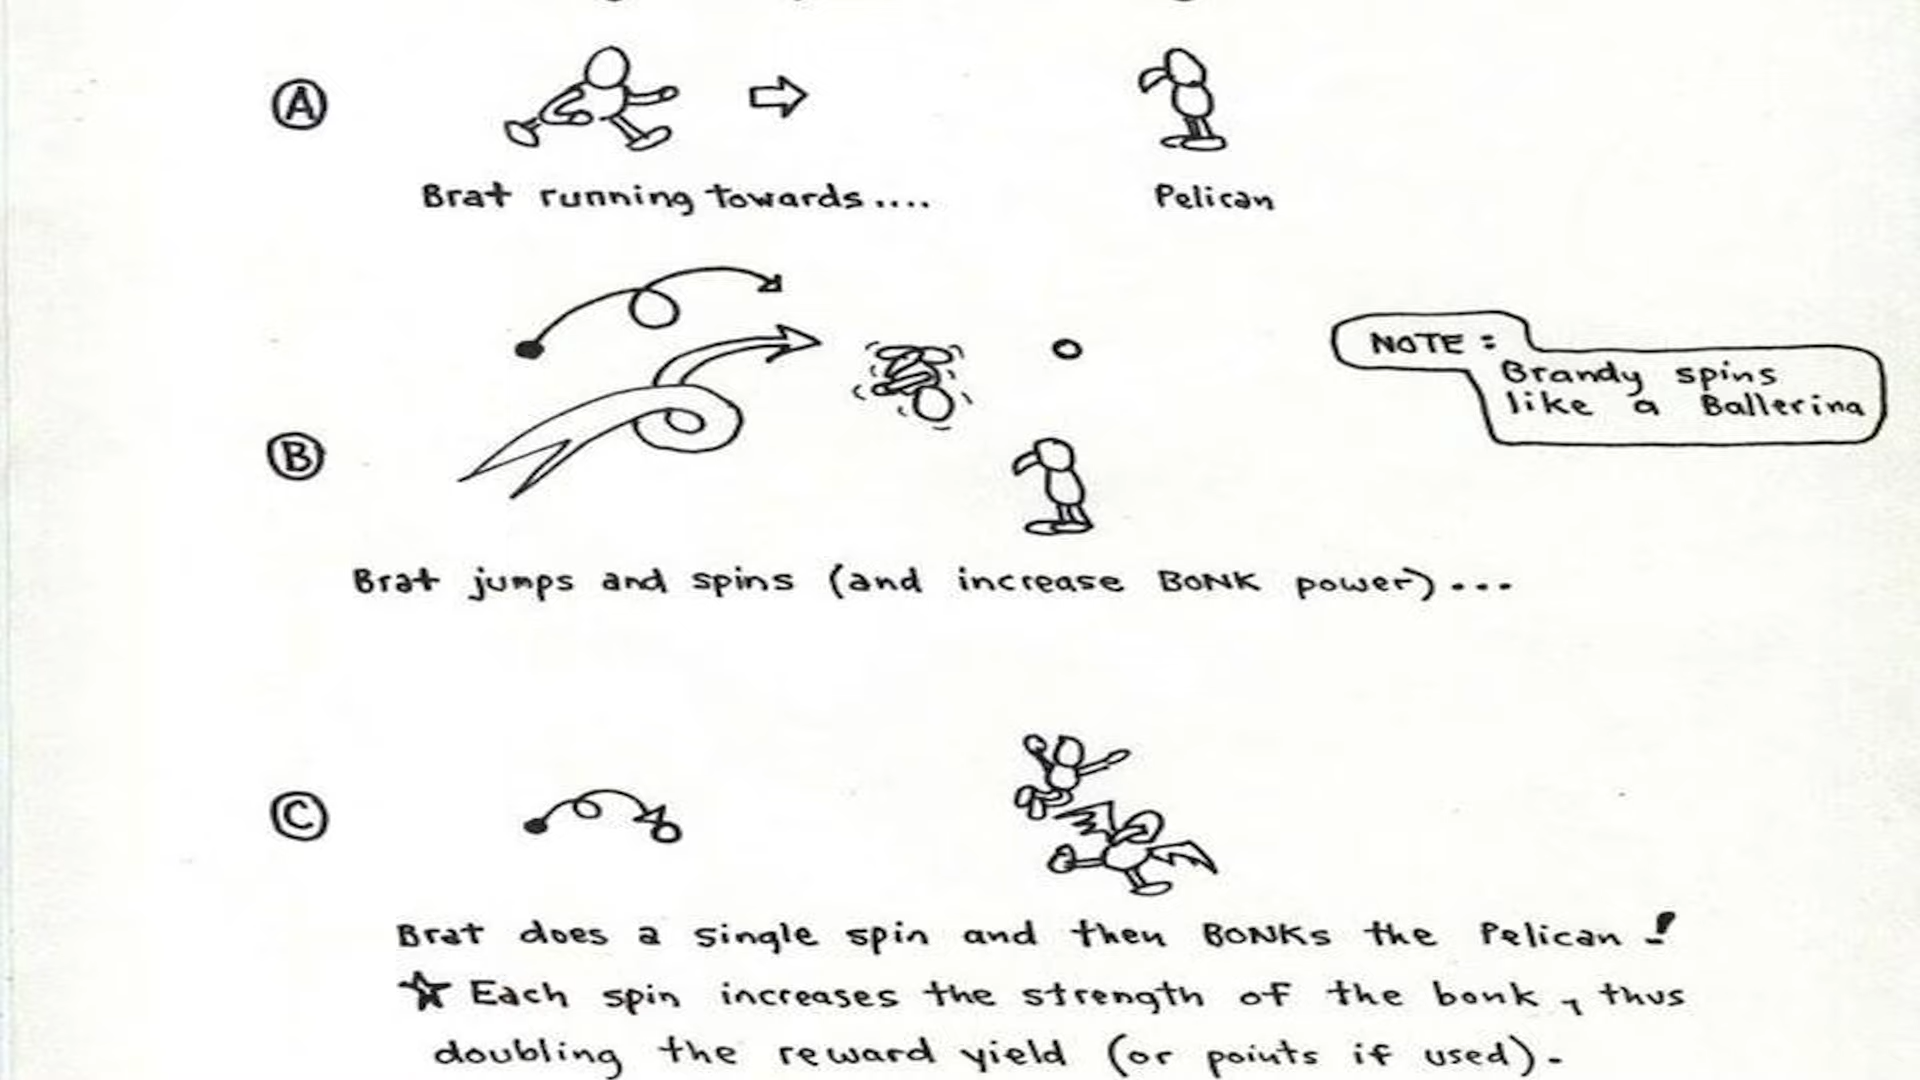 A
Brat running towards....
Pelican
NOTE:
Brandy spins
like a Ballerina
B
Brat jumps and spins (and increase BONK power)...
C
Brat does a single spin and then BONKs the Pelican!
☆ Each spin increases the strength of the bonk, thus
doubling the reward yield (or points if used).